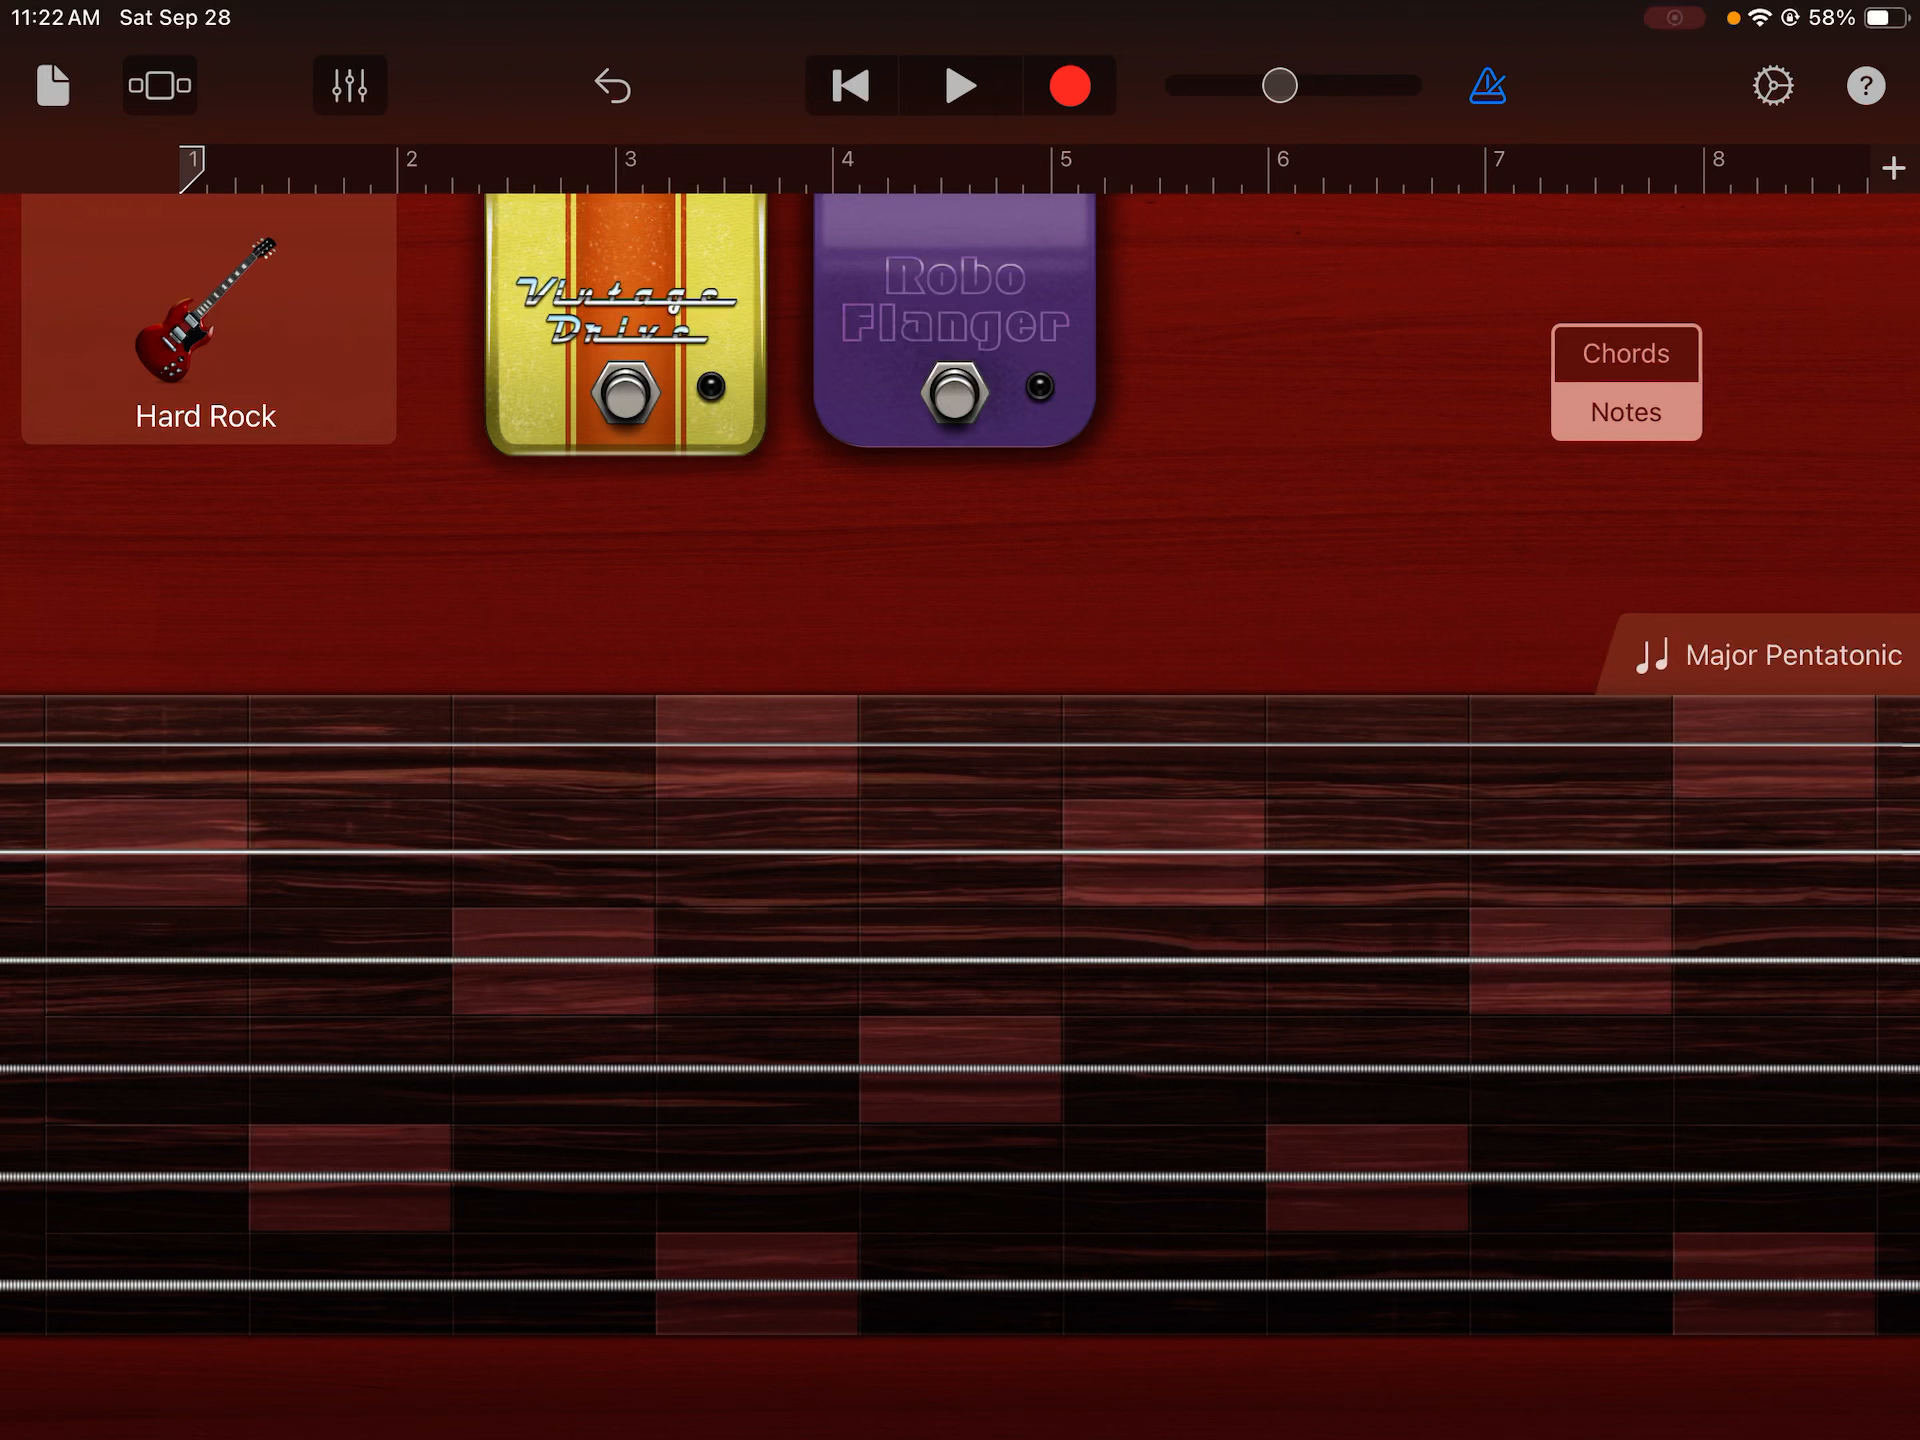 11:22 AM Sat Sep 28
58%
?
1 2 3 4 5 6 7 8 +
Vintage
Drive
Robo
Flanger
Hard Rock
Chords
Notes
Major Pentatonic